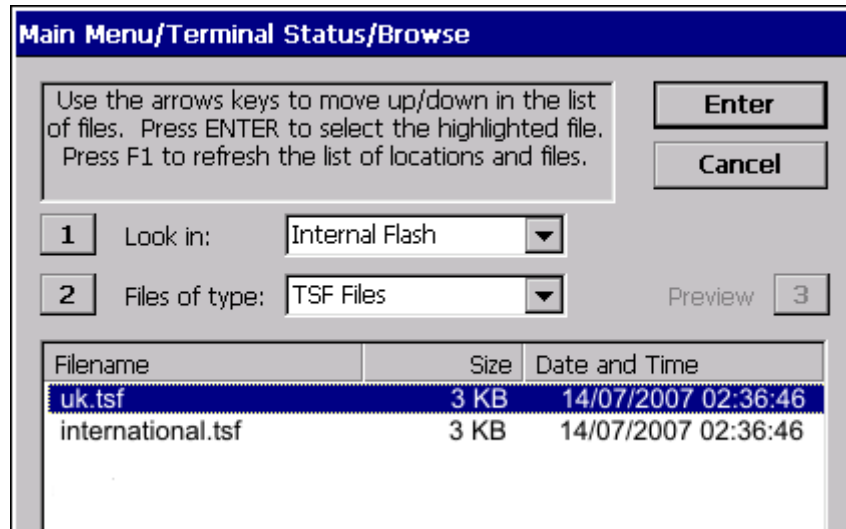 Main Menu/Terminal Status/Browse
Use the arrows keys to move up/down in the list
of files. Press ENTER to select the highlighted file.
Press F1 to refresh the list of locations and files.
Enter
Cancel
1 Look in: Internal Flash
2 Files of type: TSF Files Preview 3
Filename Size Date and Time
uk.tsf 3 KB 14/07/2007 02:36:46
international.tsf 3 KB 14/07/2007 02:36:46